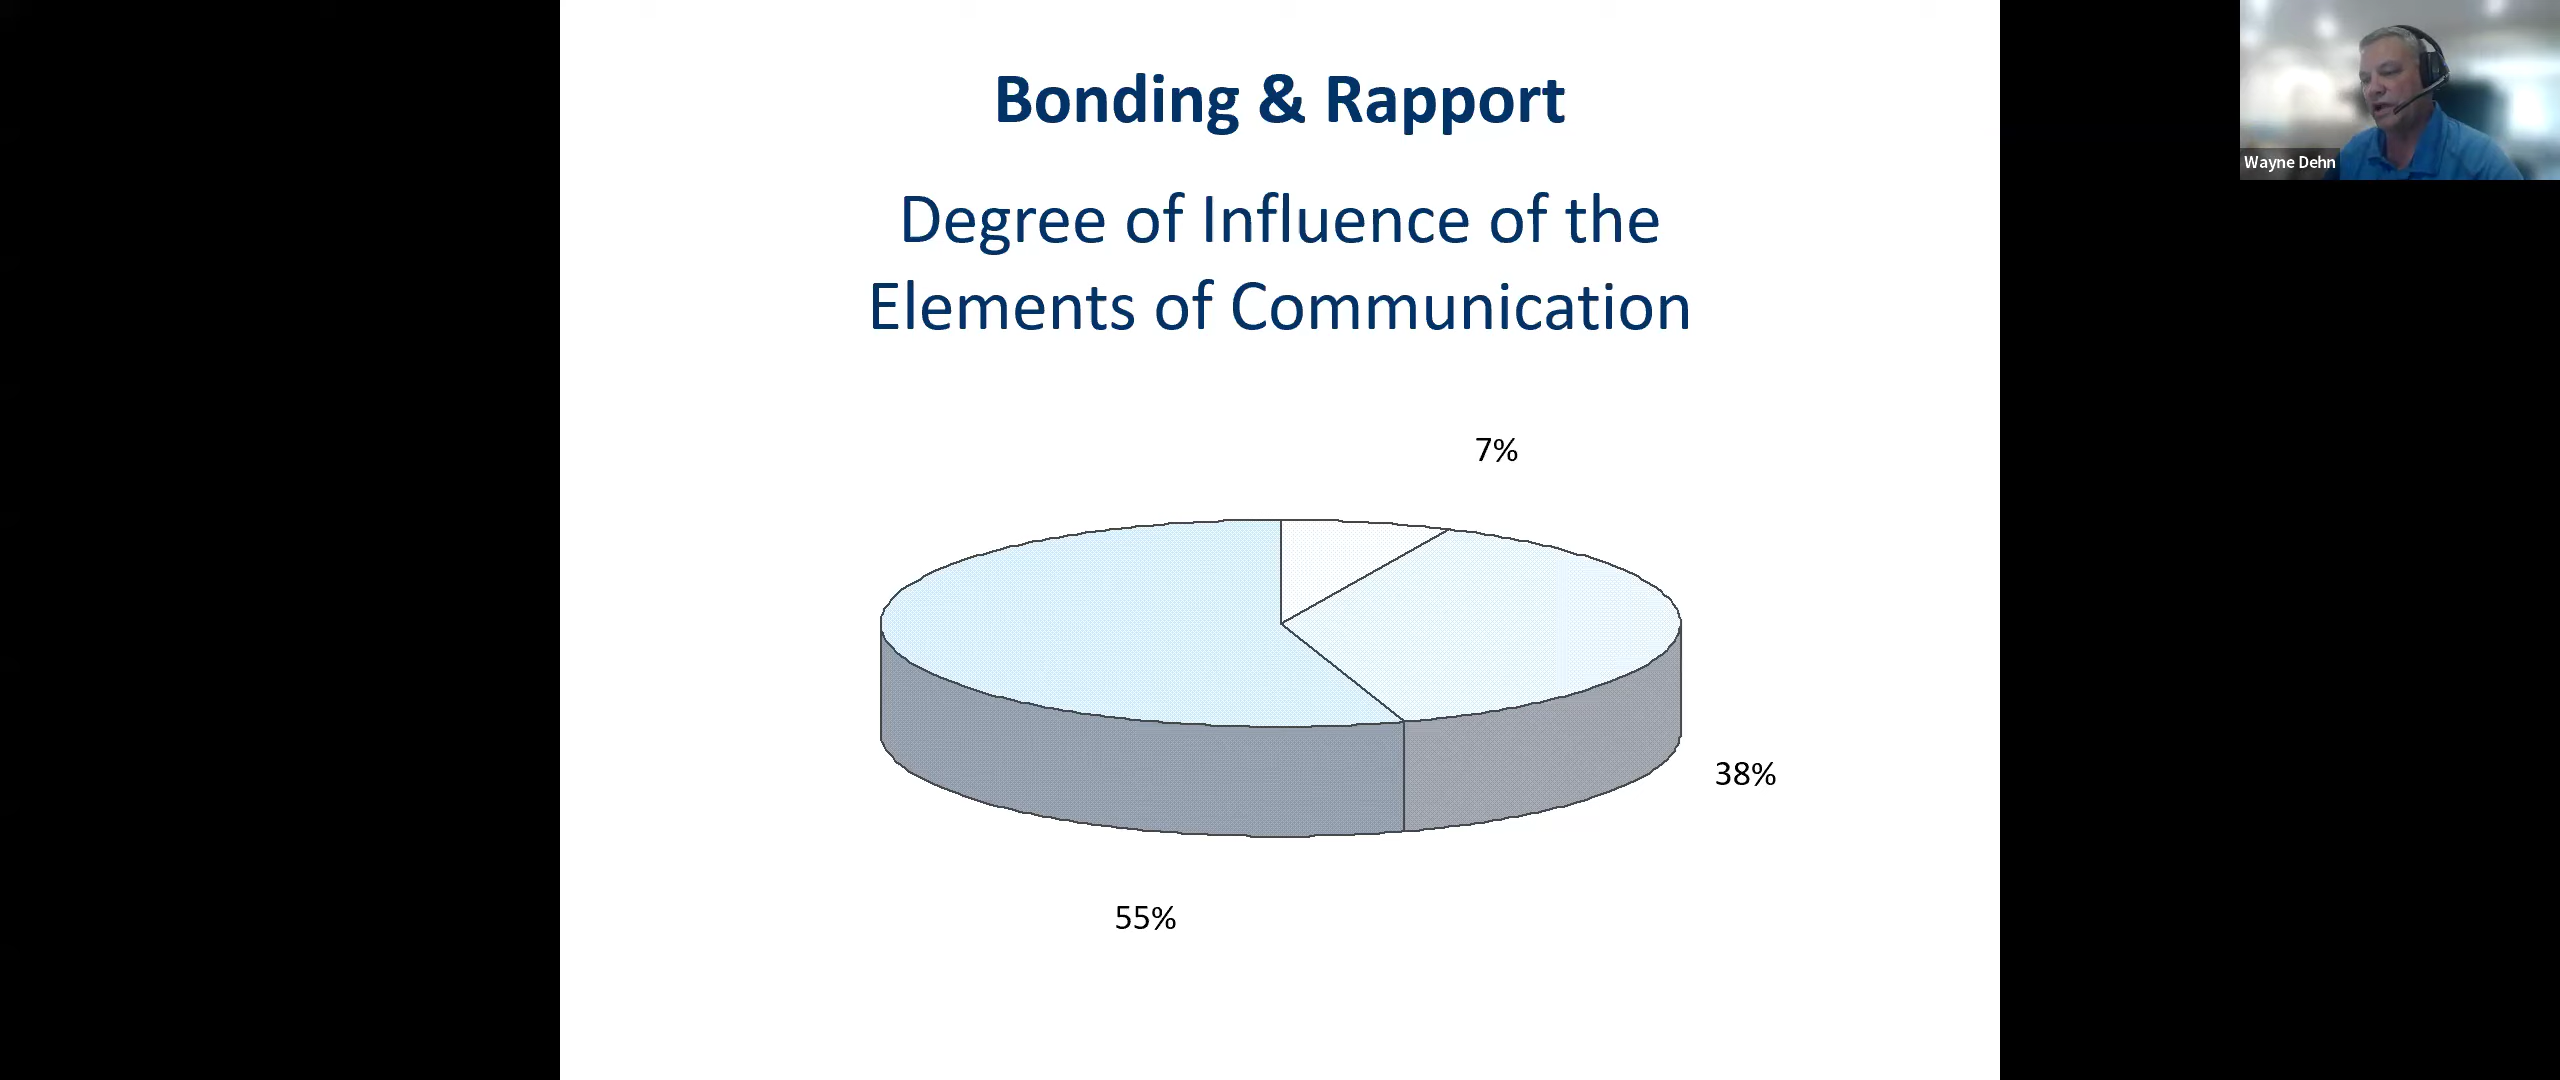 Bonding & Rapport
Degree of Influence of the
Elements of Communication
7%
38%
55%
Wayne Dehn